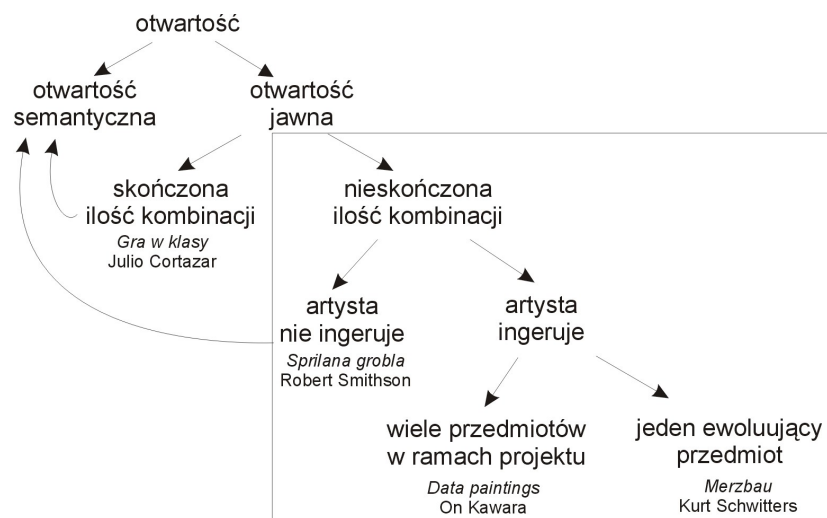 otwartość
otwartość
semantyczna
otwartość
jawna
skończona
ilość kombinacji
Gra w klasy
Julio Cortazar
nieskończona
ilość kombinacji
artysta
nie ingeruje
Sprilana grobla
Robert Smithson
artysta
ingeruje
wiele przedmiotów
w ramach projektu
Data paintings
On Kawara
jeden ewoluujący
przedmiot
Merzbau
Kurt Schwitters